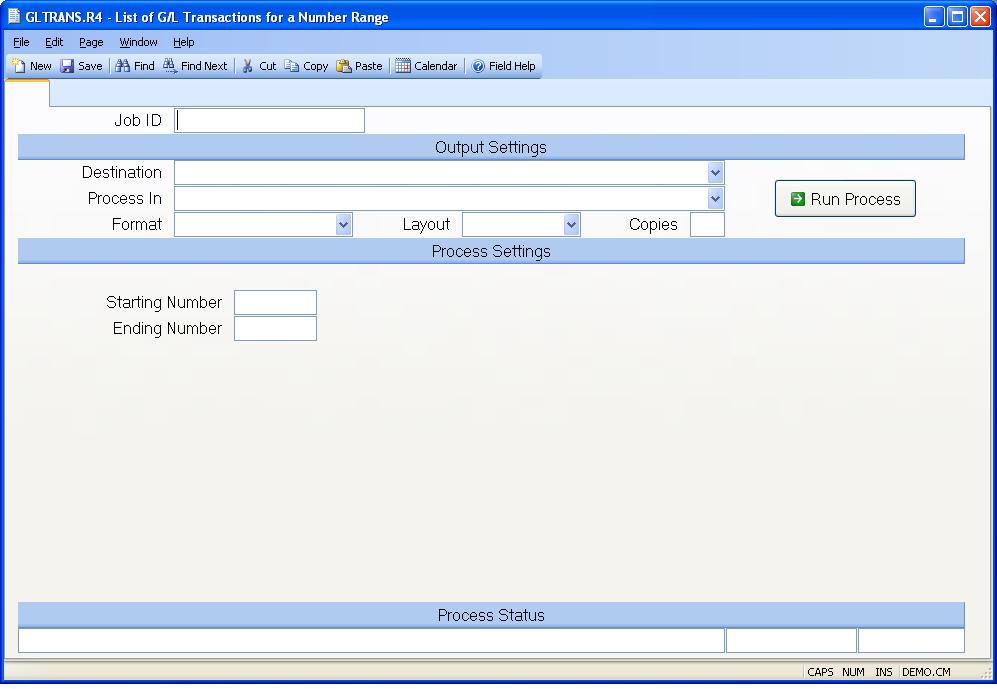 GLTRANS.R4 - List of G/L Transactions for a Number Range
File Edit Page Window Help
New Save Find Find Next Cut Copy Paste Calendar Field Help
Job ID
Output Settings
Destination
Process In
Run Process
Format Layout Copies
Process Settings
Starting Number
Ending Number
Process Status
CAPS NUM INS DEMO.CM